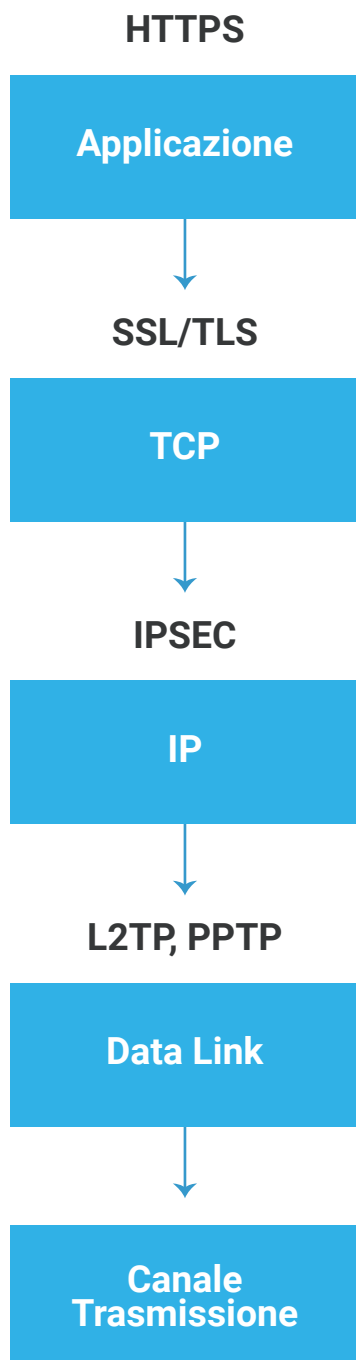 HTTPS
Applicazione
SSL/TLS
TCP
IPSEC
IP
L2TP, PPTP
Data Link
Canale
Trasmissione